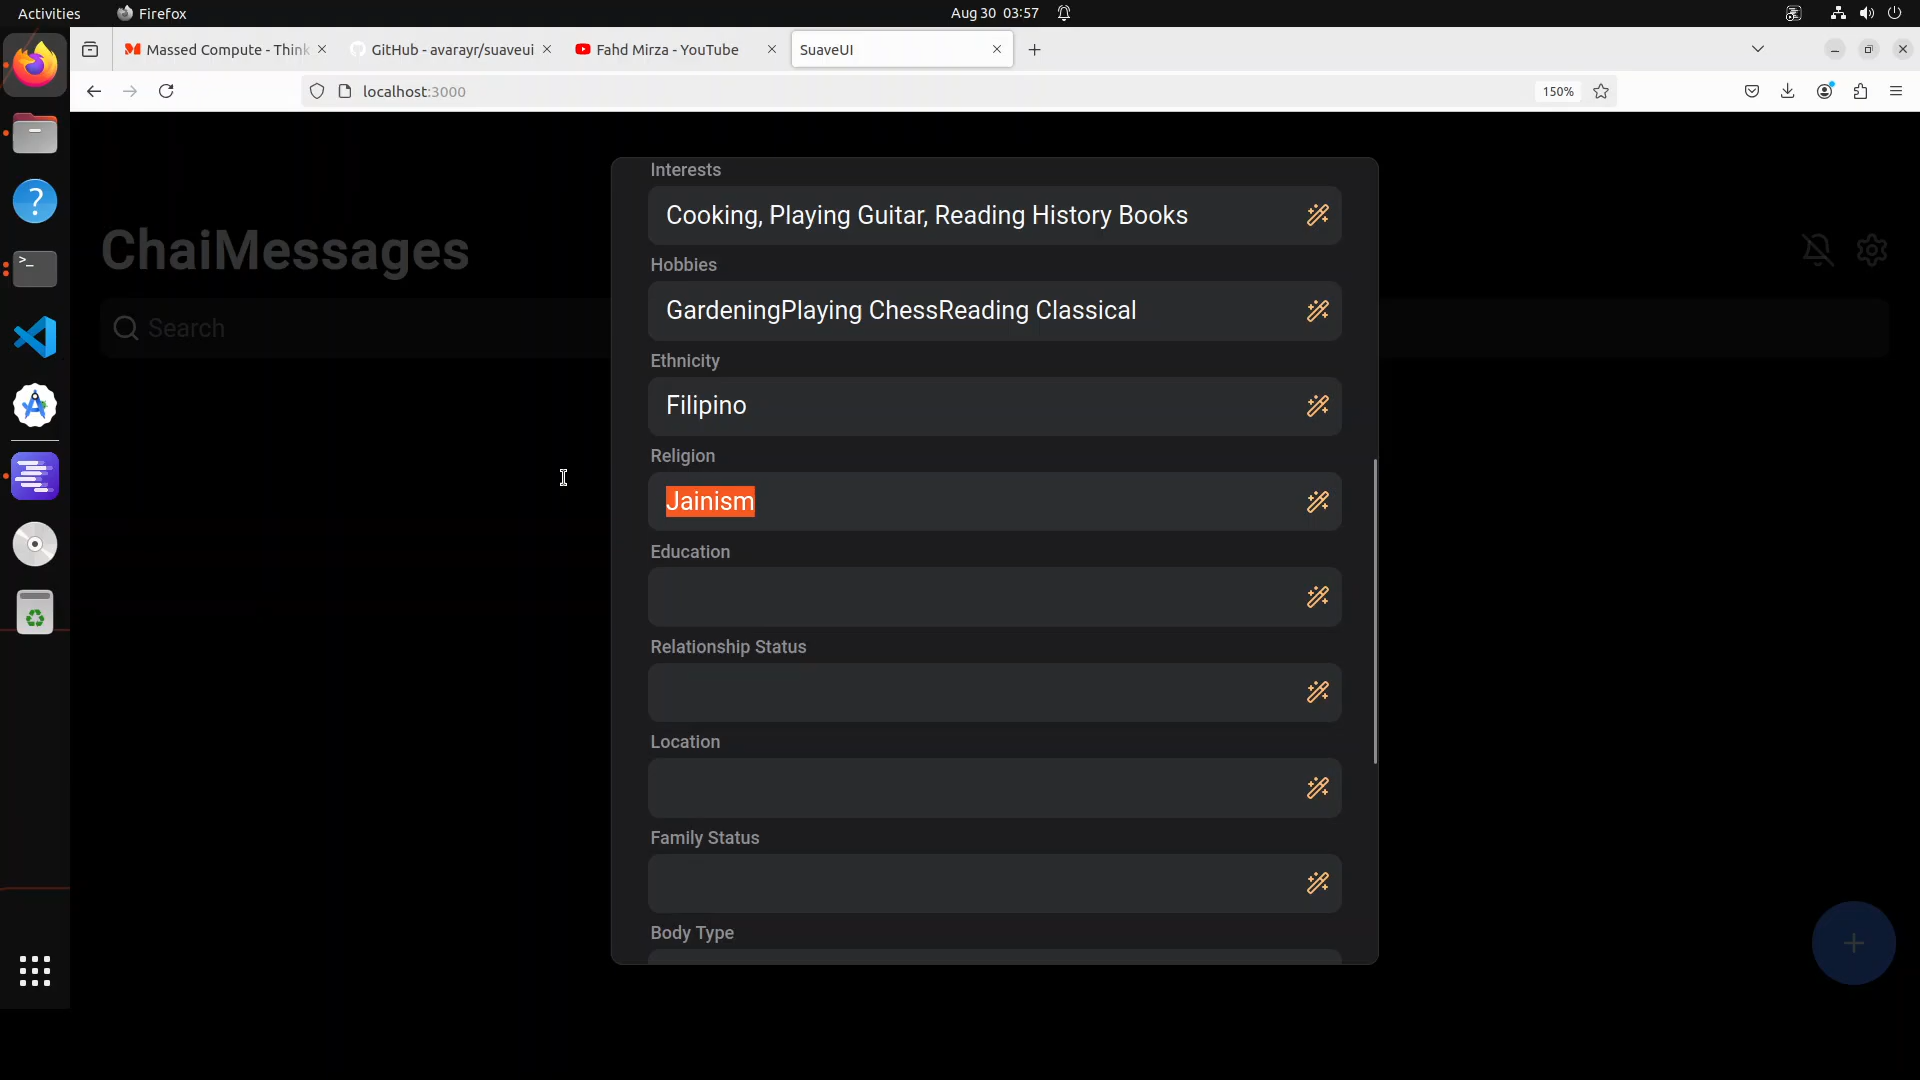 Activities
Firefox
Aug 30 03:57
Massed Compute - Think
GitHub - avarayr/suaveui
Fahd Mirza - YouTube
SuaveUI
localhost:3000
150%
ChaiMessages
Search
Interests
Cooking, Playing Guitar, Reading History Books
Hobbies
GardeningPlaying ChessReading Classical
Ethnicity
Filipino
Religion
Jainism
Education
Relationship Status
Location
Family Status
Body Type